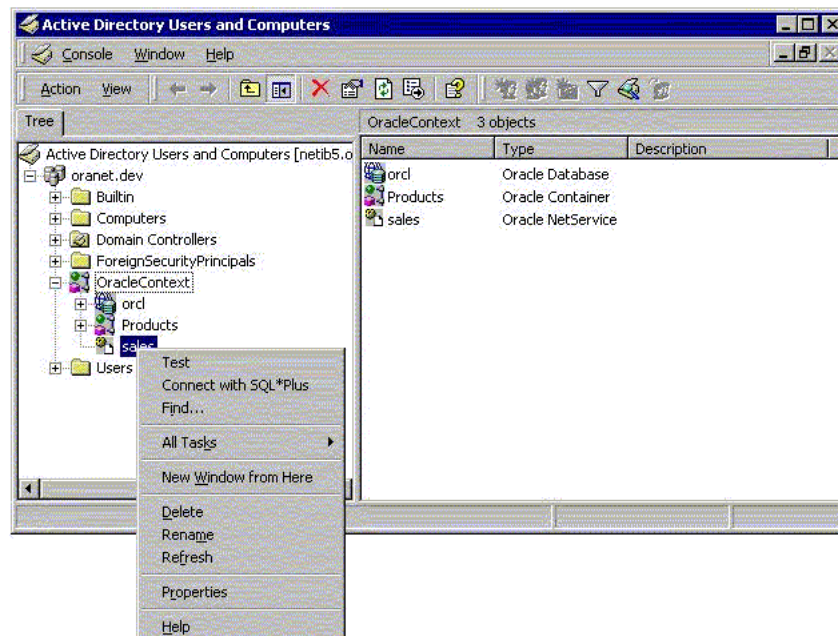 Active Directory Users and Computers
Console Window Help
Action View
Tree
OracleContext 3 objects
Active Directory Users and Computers [netib5.o
oranet.dev
Builtin
Computers
Domain Controllers
ForeignSecurityPrincipals
OracleContext
orcl
Products
sales
Users
Name Type Description
orcl Oracle Database
Products Oracle Container
sales Oracle NetService
Test
Connect with SQL*Plus
Find...
All Tasks
New Window from Here
Delete
Rename
Refresh
Properties
Help